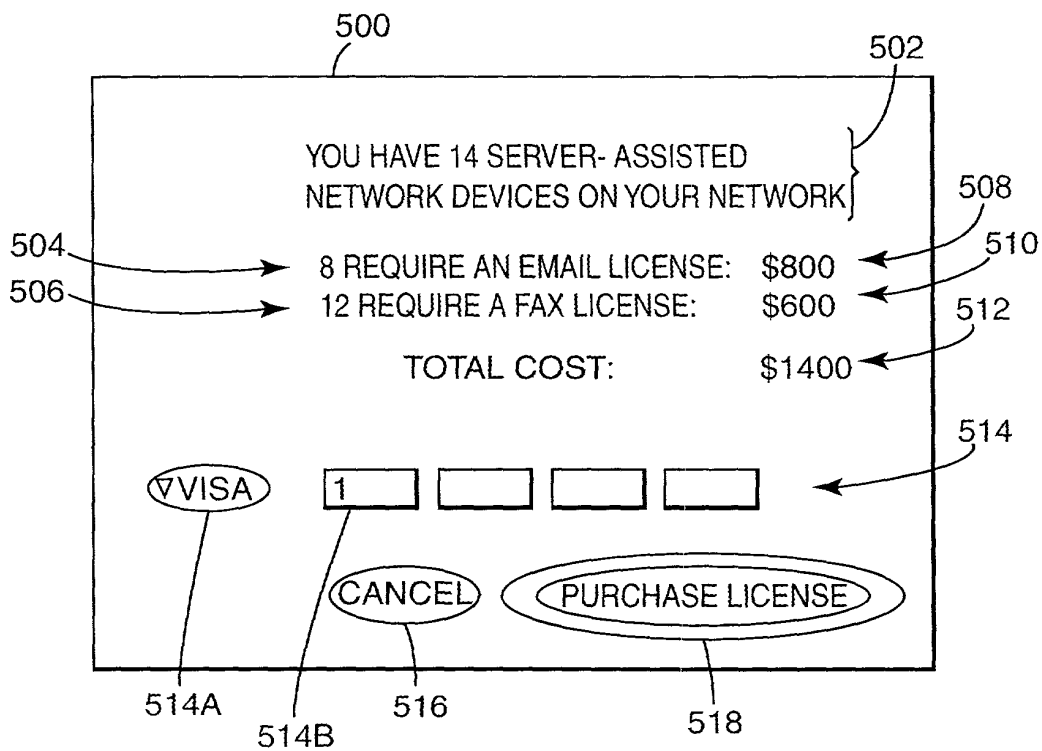 500
502
YOU HAVE 14 SERVER- ASSISTED
NETWORK DEVICES ON YOUR NETWORK
508
504 8 REQUIRE AN EMAIL LICENSE: $800
510
506 12 REQUIRE A FAX LICENSE: $600
512
TOTAL COST: $1400
514
▽VISA 1
CANCEL PURCHASE LICENSE
514A 514B 516 518